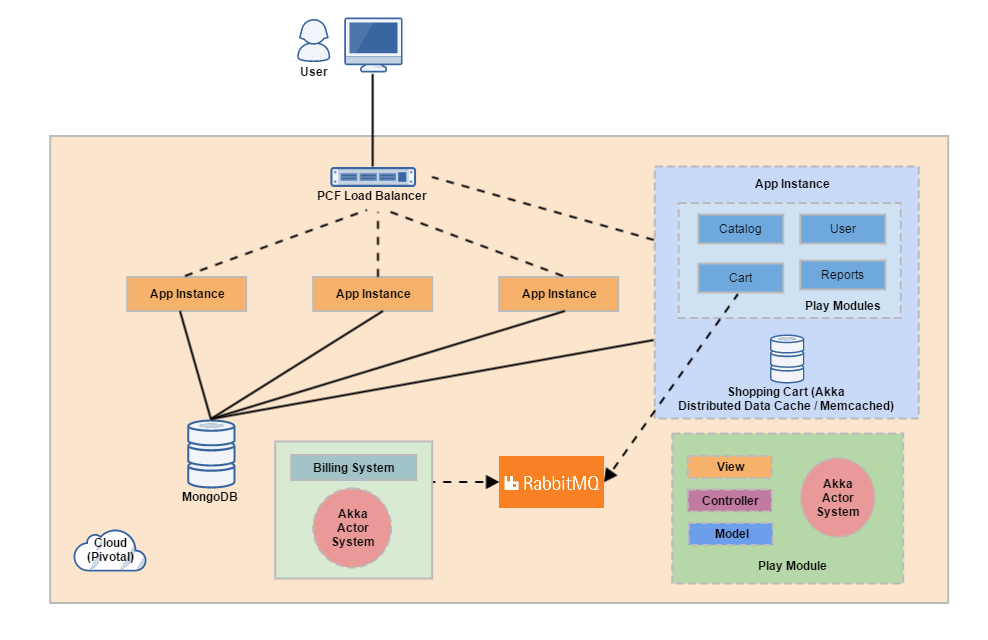 User
PCF Load Balancer
App Instance
App Instance
App Instance
App Instance
Catalog
User
Cart
Reports
Play Modules
Shopping Cart (Akka
Distributed Data Cache / Memcached)
MongoDB
Billing System
Akka
Actor
System
RabbitMQ
View
Controller
Model
Akka
Actor
System
Play Module
Cloud
(Pivotal)